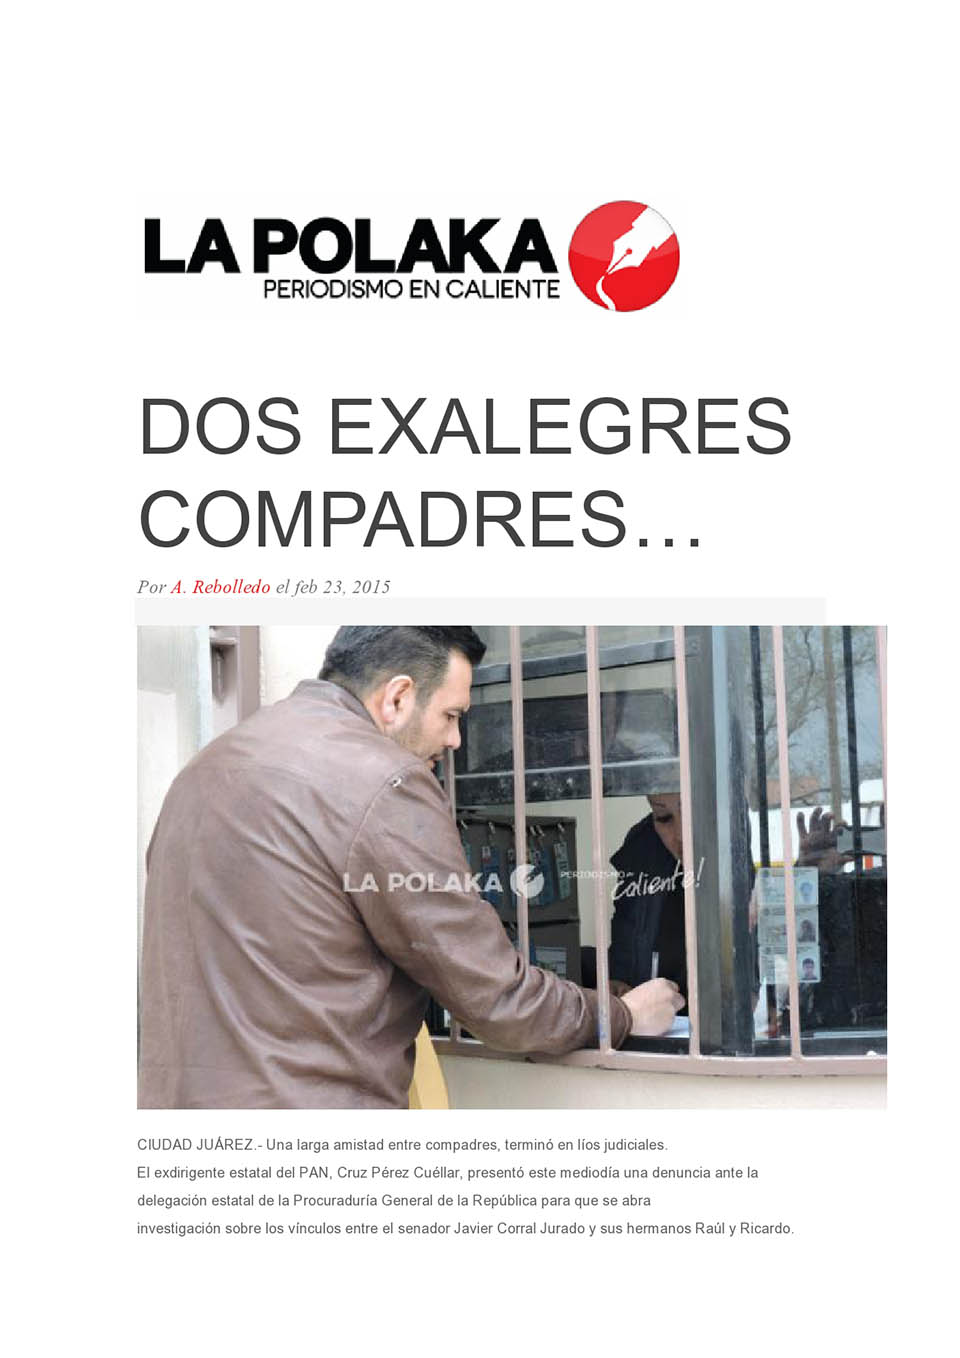 LA POLAKA
PERIODISMO EN CALIENTE
DOS EXALEGRES
COMPADRES...
Por A. Rebolledo el feb 23, 2015
LA POLAKA PERIODISMO EN caliente!
CIUDAD JUÁREZ.- Una larga amistad entre compadres, terminó en líos judiciales.
El exdirigente estatal del PAN, Cruz Pérez Cuéllar, presentó este mediodía una denuncia ante la
delegación estatal de la Procuraduría General de la República para que se abra
investigación sobre los vínculos entre el senador Javier Corral Jurado y sus hermanos Raúl y Ricardo.